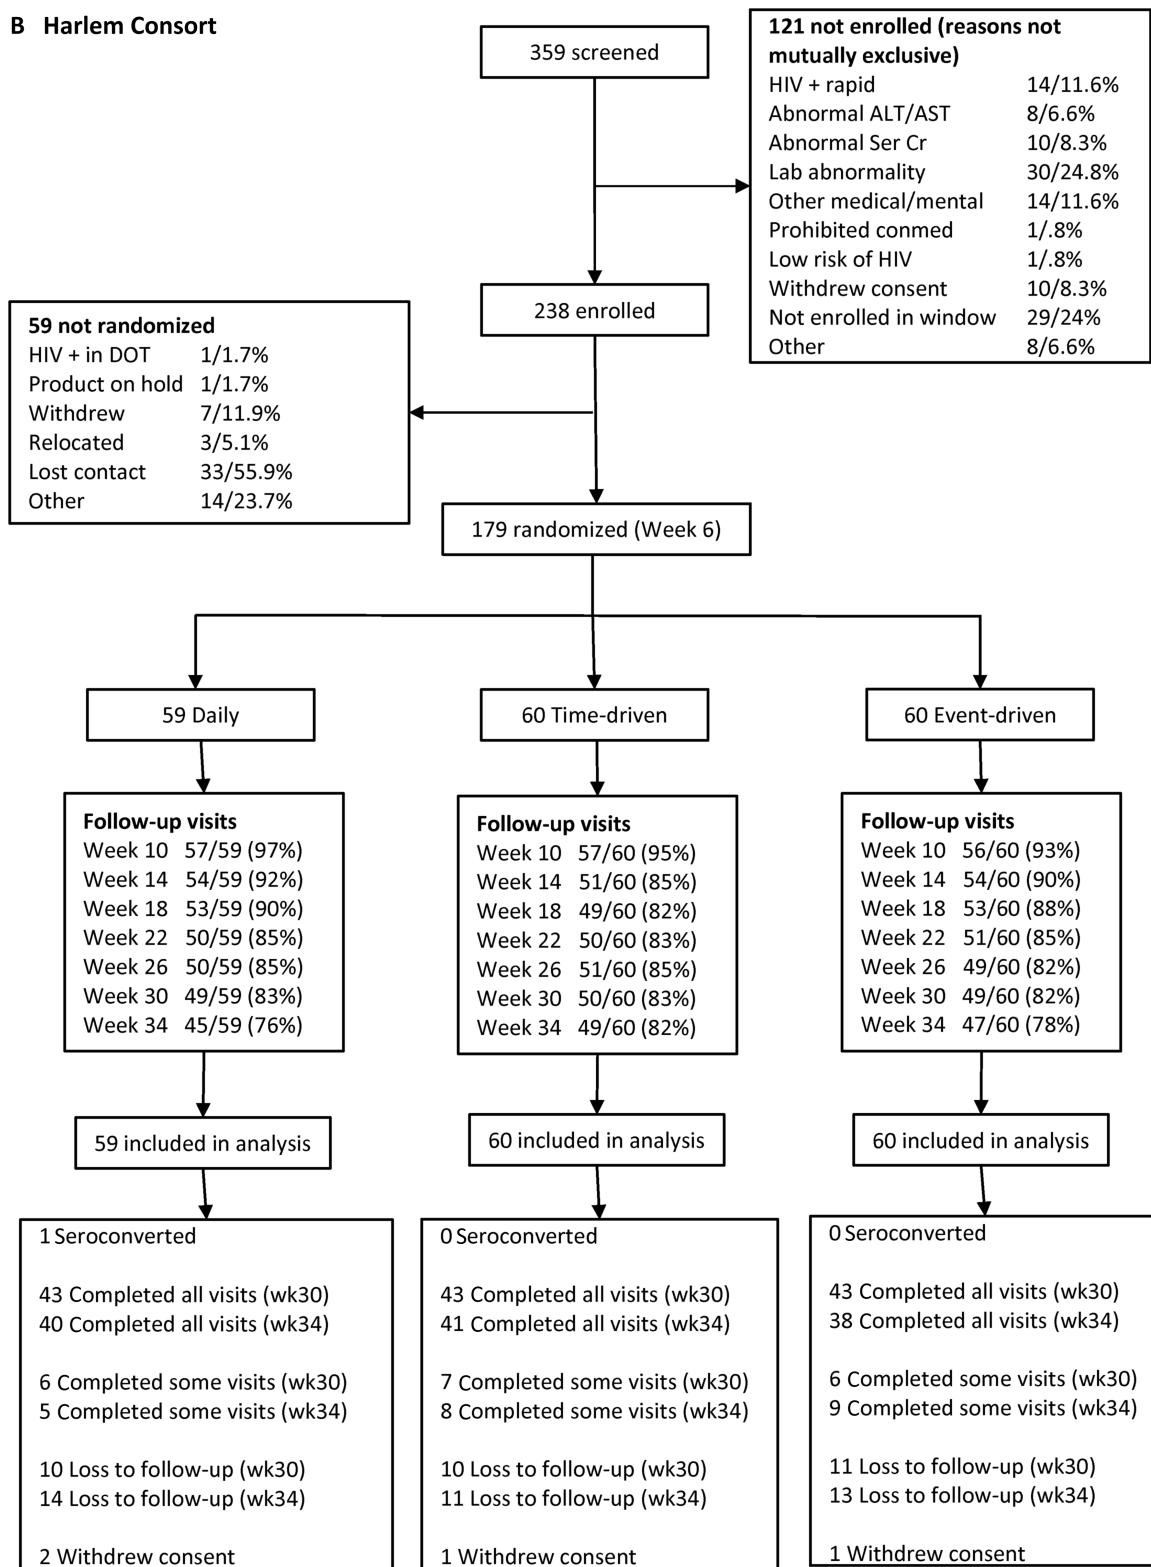 B Harlem Consort
359 screened
121 not enrolled (reasons not
mutually exclusive)
HIV + rapid 14/11.6%
Abnormal ALT/AST 8/6.6%
Abnormal Ser Cr 10/8.3%
Lab abnormality 30/24.8%
Other medical/mental 14/11.6%
Prohibited conmed 1/.8%
Low risk of HIV 1/.8%
Withdrew consent 10/8.3%
Not enrolled in window 29/24%
Other 8/6.6%
238 enrolled
59 not randomized
HIV + in DOT 1/1.7%
Product on hold 1/1.7%
Withdrew 7/11.9%
Relocated 3/5.1%
Lost contact 33/55.9%
Other 14/23.7%
179 randomized (Week 6)
59 Daily
60 Time-driven
60 Event-driven
Follow-up visits
Week 10 57/59 (97%)
Week 14 54/59 (92%)
Week 18 53/59 (90%)
Week 22 50/59 (85%)
Week 26 50/59 (85%)
Week 30 49/59 (83%)
Week 34 45/59 (76%)
Follow-up visits
Week 10 57/60 (95%)
Week 14 51/60 (85%)
Week 18 49/60 (82%)
Week 22 50/60 (83%)
Week 26 51/60 (85%)
Week 30 50/60 (83%)
Week 34 49/60 (82%)
Follow-up visits
Week 10 56/60 (93%)
Week 14 54/60 (90%)
Week 18 53/60 (88%)
Week 22 51/60 (85%)
Week 26 49/60 (82%)
Week 30 49/60 (82%)
Week 34 47/60 (78%)
59 included in analysis
60 included in analysis
60 included in analysis
1 Seroconverted
43 Completed all visits (wk30)
40 Completed all visits (wk34)
6 Completed some visits (wk30)
5 Completed some visits (wk34)
10 Loss to follow-up (wk30)
14 Loss to follow-up (wk34)
2 Withdrew consent
0 Seroconverted
43 Completed all visits (wk30)
41 Completed all visits (wk34)
7 Completed some visits (wk30)
8 Completed some visits (wk34)
10 Loss to follow-up (wk30)
11 Loss to follow-up (wk34)
1 Withdrew consent
0 Seroconverted
43 Completed all visits (wk30)
38 Completed all visits (wk34)
6 Completed some visits (wk30)
9 Completed some visits (wk34)
11 Loss to follow-up (wk30)
13 Loss to follow-up (wk34)
1 Withdrew consent